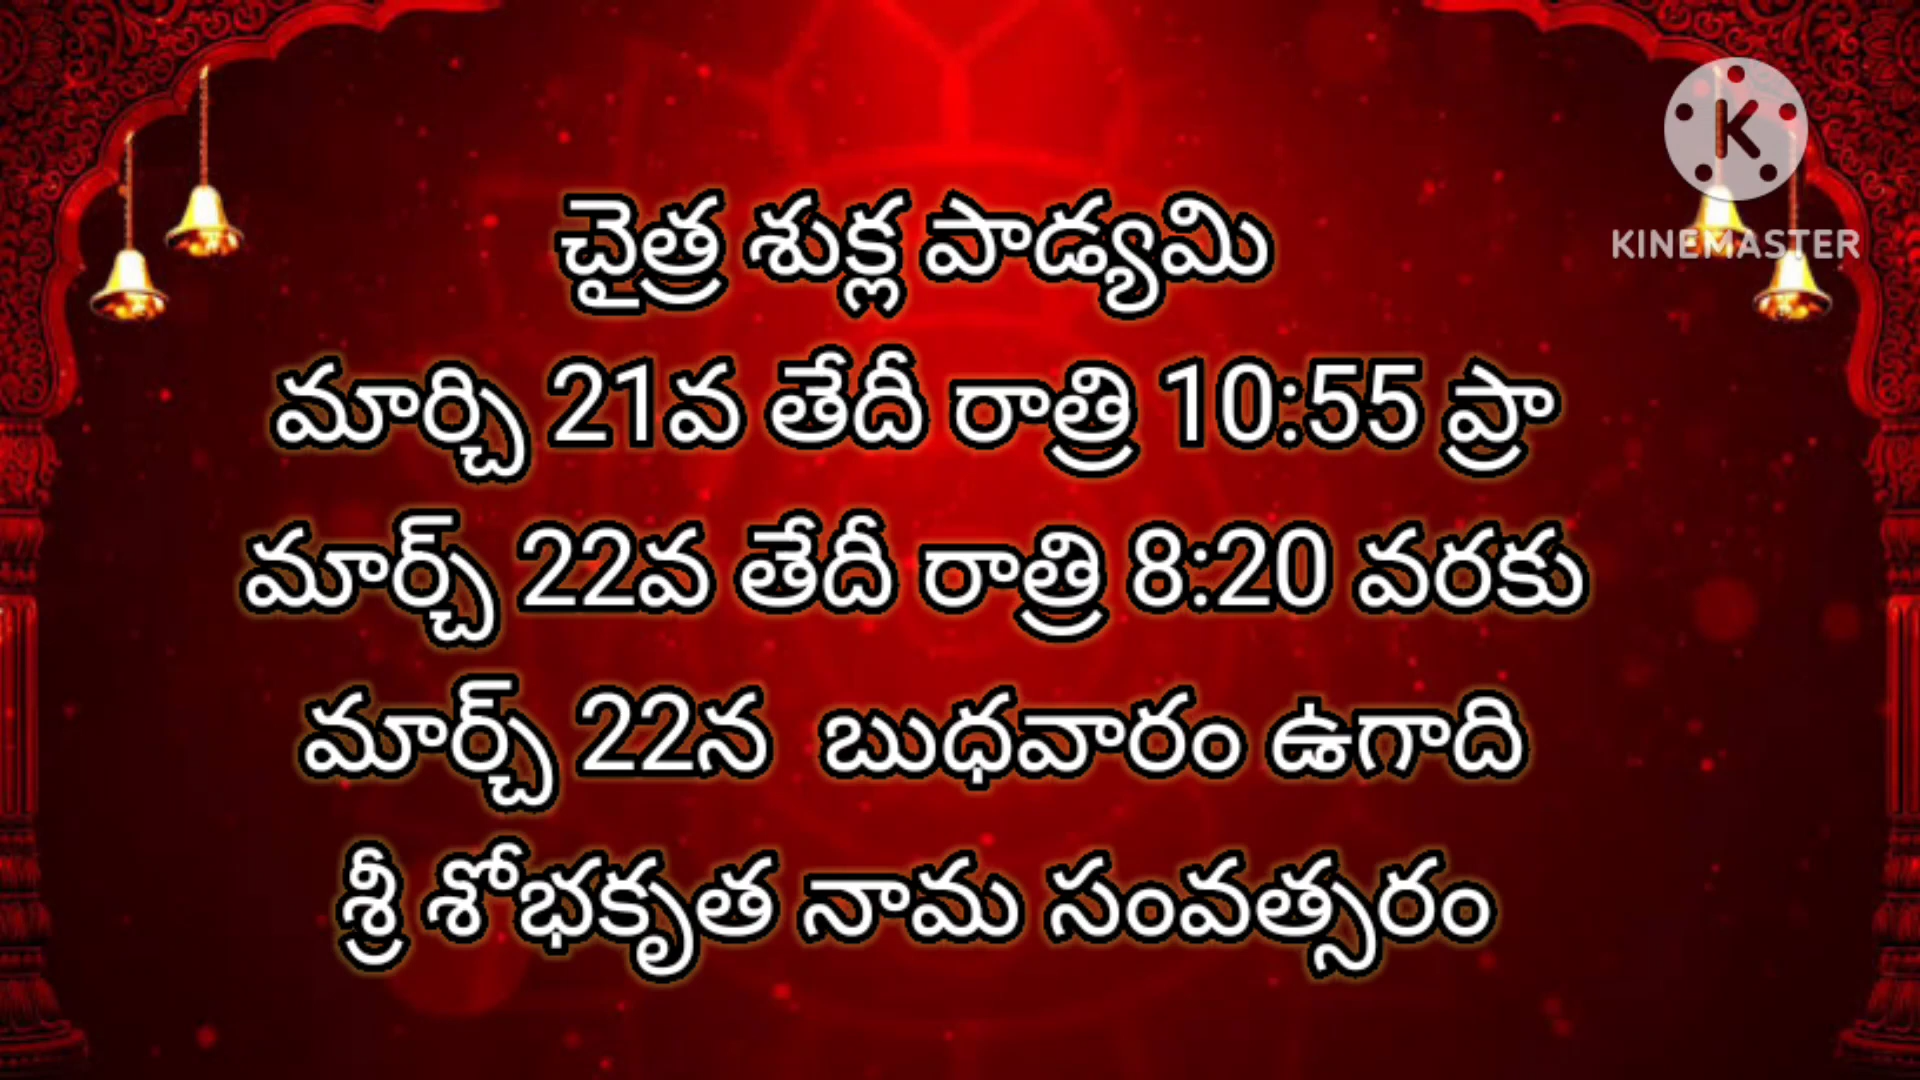 చైత్ర శుక్ల పాడ్యమి
మార్చి 21వ తేదీ రాత్రి 10:55 ప్రా
మార్చ్ 22వ తేదీ రాత్రి 8:20 వరకు
మార్చ్ 22న బుధవారం ఉగాది
శ్రీ శోభకృత నామ సంవత్సరం
K
KINEMASTER